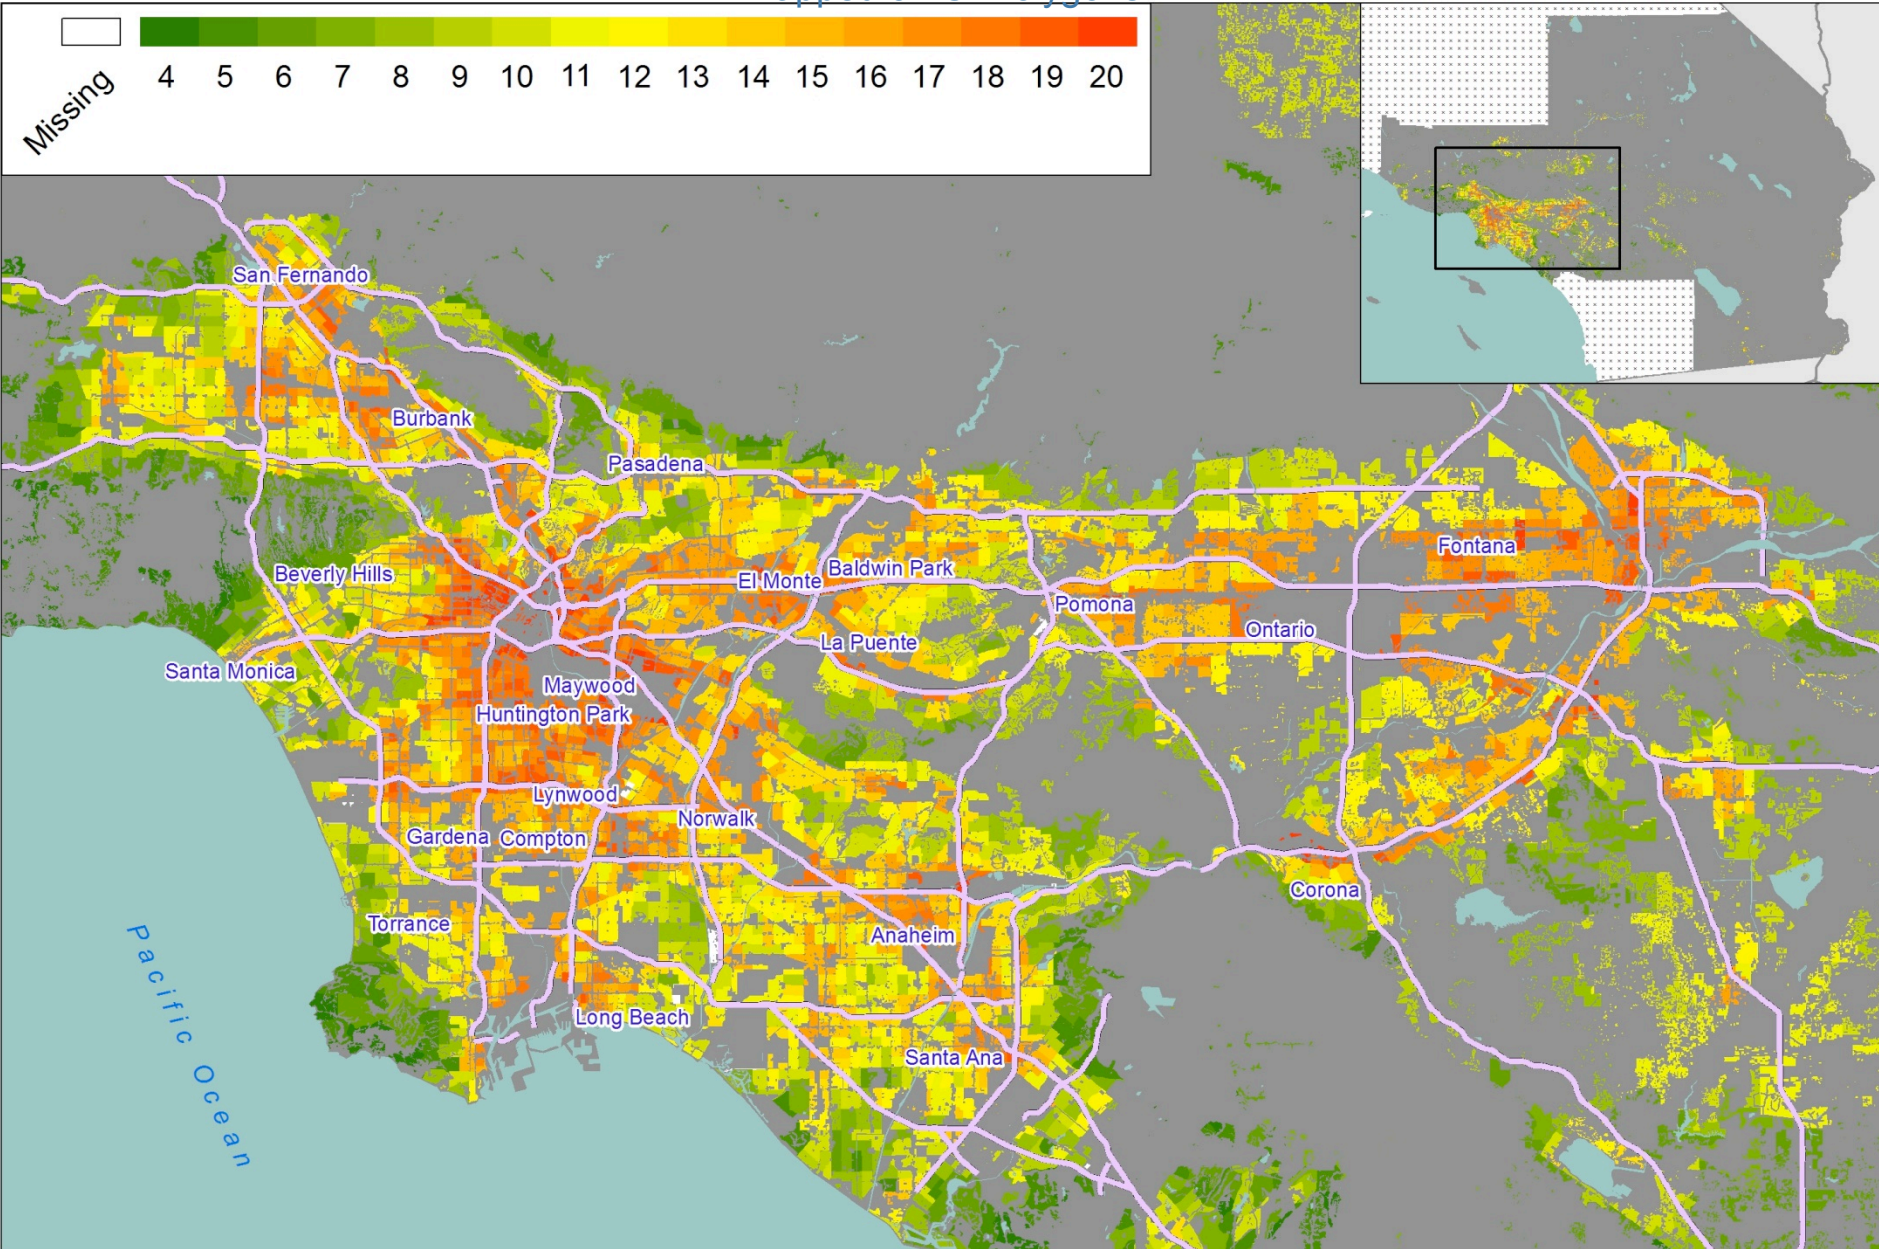 Missing
4 5 6 7 8 9 10 11 12 13 14 15 16 17 18 19 20
San Fernando
Burbank
Pasadena
Beverly Hills
El Monte
Baldwin Park
Fontana
Pomona
Ontario
La Puente
Santa Monica
Maywood
Huntington Park
Lynwood
Norwalk
Gardena
Compton
Corona
Torrance
Anaheim
Long Beach
Santa Ana
Pacific Ocean